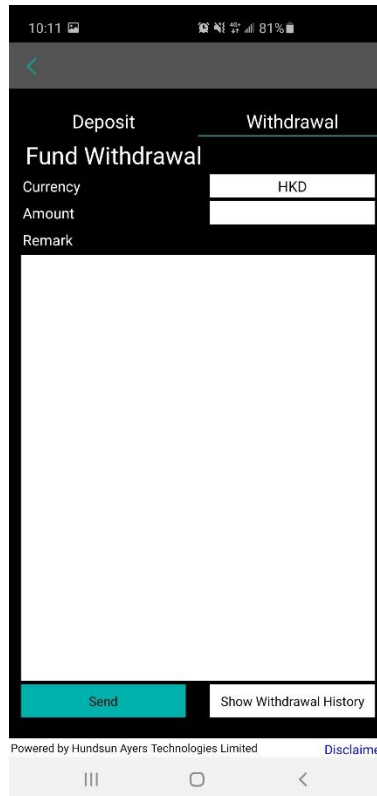 10:11 81%
Deposit Withdrawal
Fund Withdrawal
Currency HKD
Amount
Remark
Send Show Withdrawal History
Powered by Hundsun Ayers Technologies Limited Disclaime